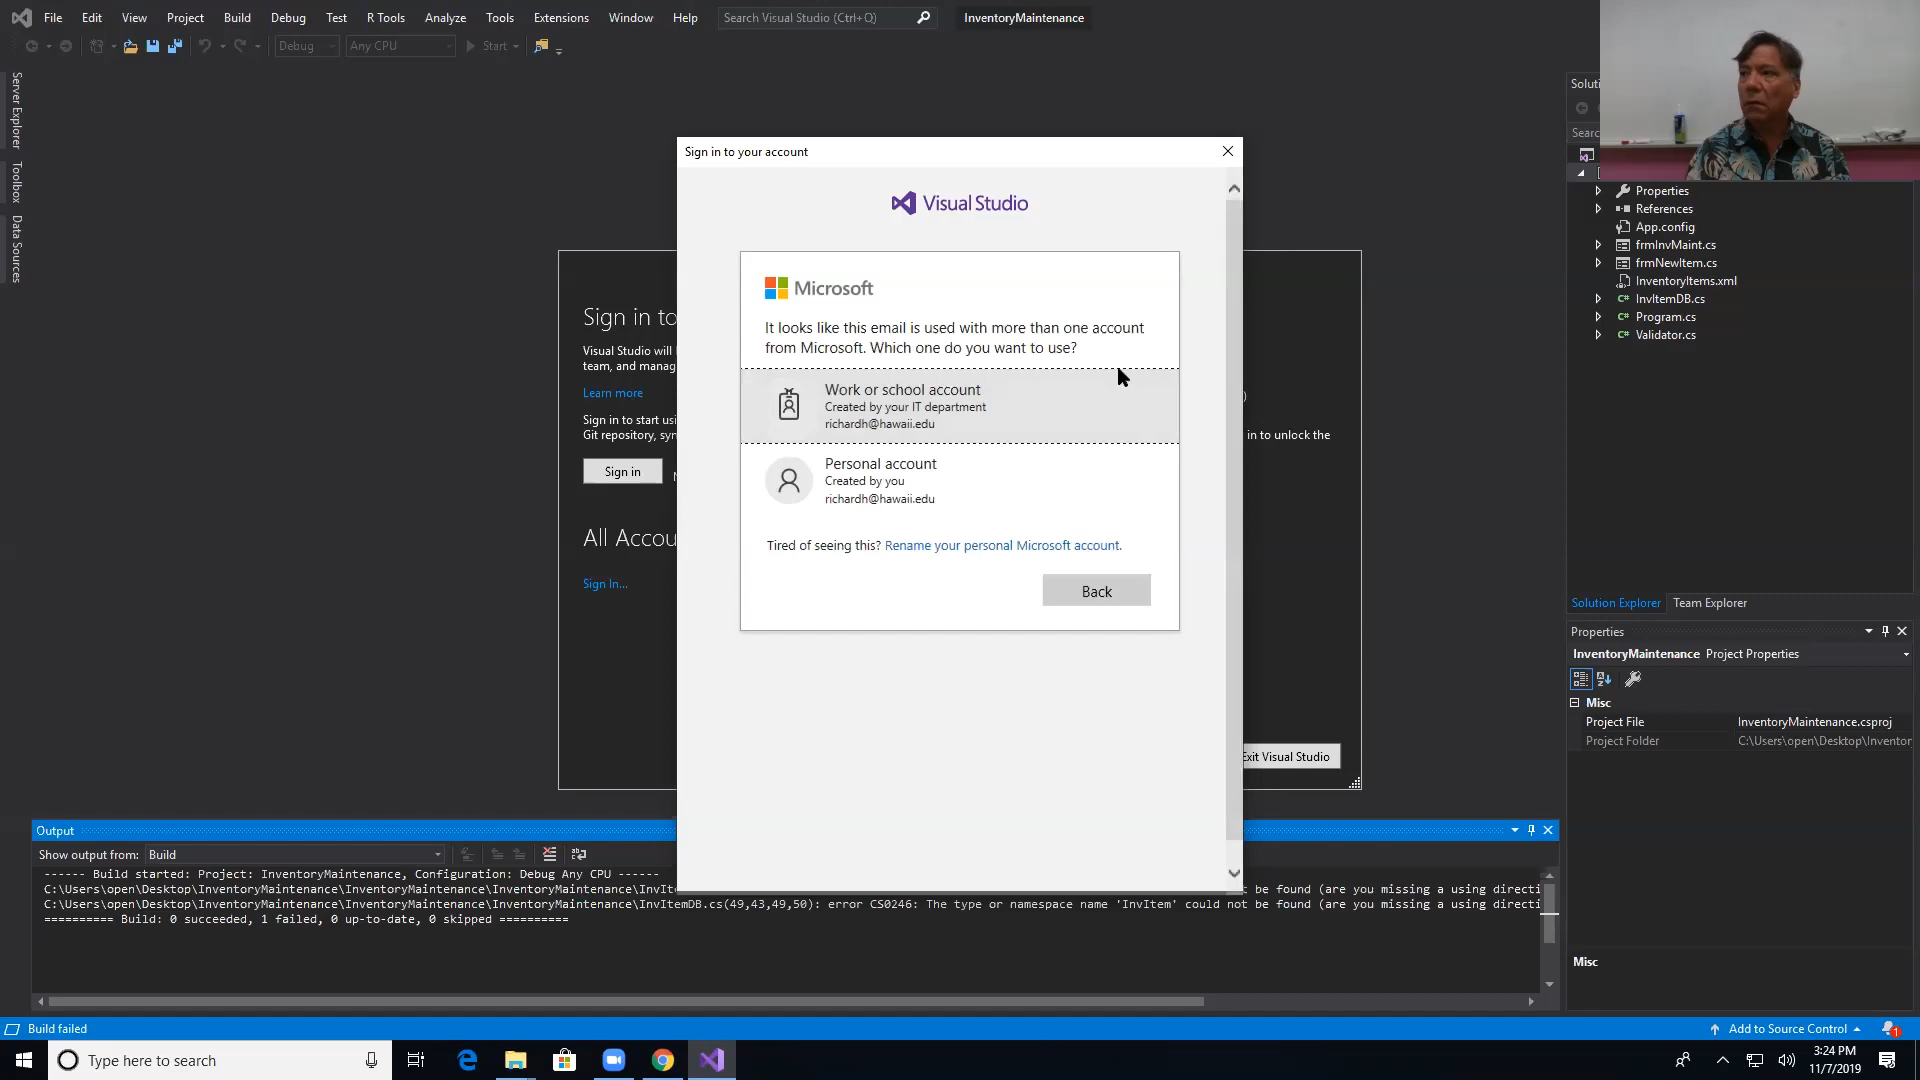 File Edit View Project Build Debug Test R Tools Analyze Tools Extensions Window Help Search Visual Studio (Ctrl+Q) InventoryMaintenance
Debug Any CPU Start
Server Explorer
Toolbox
Data Sources
Sign in to your account
Visual Studio
Microsoft
It looks like this email is used with more than one account
from Microsoft. Which one do you want to use?
Work or school account
Created by your IT department
richardh@hawaii.edu
Personal account
Created by you
richardh@hawaii.edu
Tired of seeing this? Rename your personal Microsoft account.
Back
Sign in to
Visual Studio will
team, and manag
Learn more
Sign in to start usi
Git repository, syn
in to unlock the
Sign in
All Accou
Sign In...
Exit Visual Studio
Properties
References
App.config
frmInvMaint.cs
frmNewItem.cs
InventoryItems.xml
InvItemDB.cs
Program.cs
Validator.cs
Solution Explorer Team Explorer
Properties
InventoryMaintenance Project Properties
Misc
Project File InventoryMaintenance.csproj
Project Folder C:\Users\open\Desktop\Inventor
Misc
Output
Show output from: Build
------ Build started: Project: InventoryMaintenance, Configuration: Debug Any CPU ------
C:\Users\open\Desktop\InventoryMaintenance\InventoryMaintenance\InventoryMaintenance\InvIte t be found (are you missing a using directi
C:\Users\open\Desktop\InventoryMaintenance\InventoryMaintenance\InventoryMaintenance\InvItemDB.cs(49,43,49,50): error CS0246: The type or namespace name 'InvItem' could not be found (are you missing a using directi
========== Build: 0 succeeded, 1 failed, 0 up-to-date, 0 skipped ==========
Build failed Add to Source Control 1
Type here to search
3:24 PM
11/7/2019